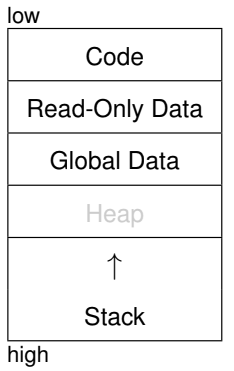 low
Code
Read-Only Data
Global Data
Heap
↑
Stack
high